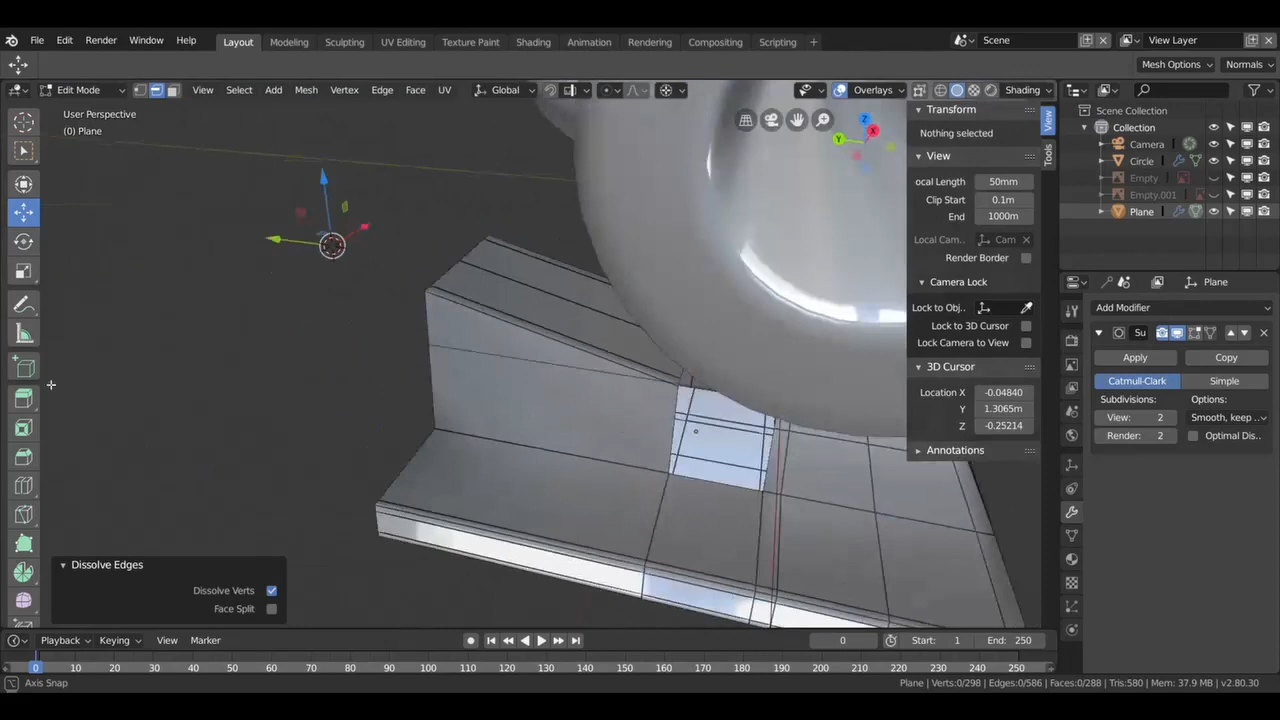 File Edit Render Window Help Layout Modeling Sculpting UV Editing Texture Paint Shading Animation Rendering Compositing Scripting + Scene View Layer
Mesh Options Normals
Edit Mode View Select Add Mesh Vertex Edge Face UV Global Overlays Shading
User Perspective
(0) Plane
Z
X
Y
Transform
Nothing selected
View
ocal Length 50mm
Clip Start 0.1m
End 1000m
Local Cam.. Cam
Render Border
Camera Lock
Lock to Obj..
Lock to 3D Cursor
Lock Camera to View
3D Cursor
Location X -0.04840
Y 1.3065m
Z -0.25214
Annotations
View
Tools
Scene Collection
Collection
Camera
Circle
Empty
Empty.001
Plane
Plane
Add Modifier
Su
Apply Copy
Catmull-Clark Simple
Subdivisions: Options:
View: 2 Smooth, keep ..
Render: 2 Optimal Dis..
Dissolve Edges
Dissolve Verts
Face Split
Playback Keying View Marker 0 Start: 1 End: 250
0 10 20 30 40 50 60 70 80 90 100 110 120 130 140 150 160 170 180 190 200 210 220 230 240 250
Axis Snap Plane | Verts:0/298 | Edges:0/586 | Faces:0/288 | Tris:580 | Mem: 37.9 MB | v2.80.30